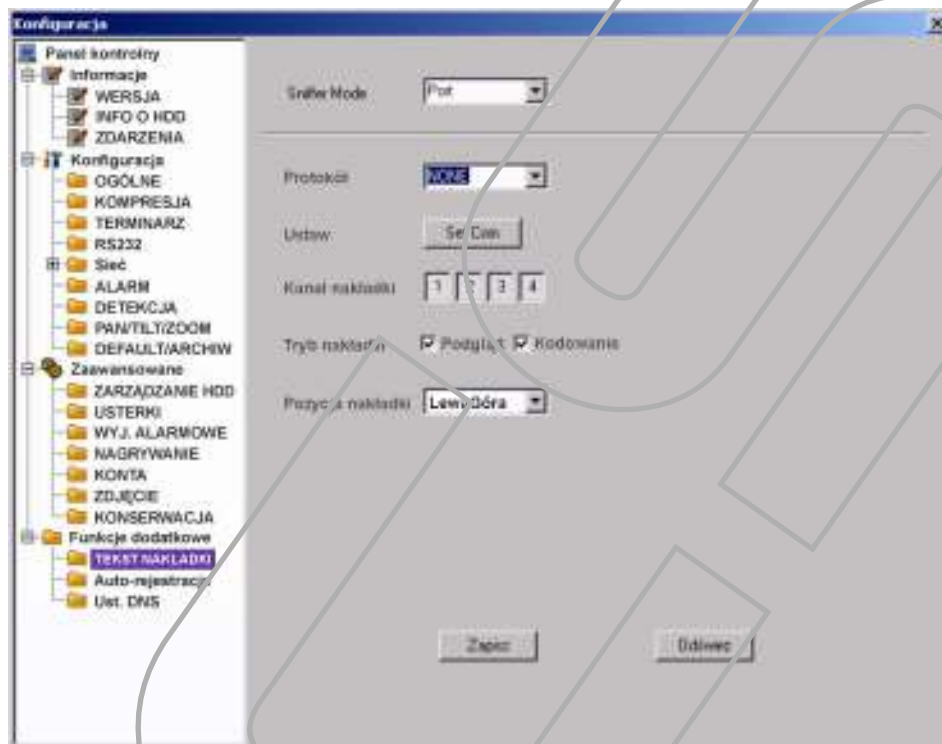 Konfiguracja
Panel kontrolny
Informacje
WERSJA
INFO O HDD
ZDARZENIA
Konfiguracja
OGÓLNE
KOMPRESJA
TERMINARZ
RS232
Sieć
ALARM
DETEKCJA
PAN/TILT/ZOOM
DEFAULT/ARCHIW
Zaawansowane
ZARZĄDZANIE HDD
USTERKI
WYJ. ALARMOWE
NAGRYWANIE
KONTA
ZDJĘCIE
KONSERWACJA
Funkcje dodatkowe
TEKST NAKŁADKI
Auto-rejestracja
Ust. DNS
Sniffer Mode Port
Protokół NONE
Ustaw Set Com
Kanał nakładki 1 2 3 4
Tryb nakładki Podgląd Kodowanie
Pozycja nakładki Lewa Góra
Zapisz Odśwież